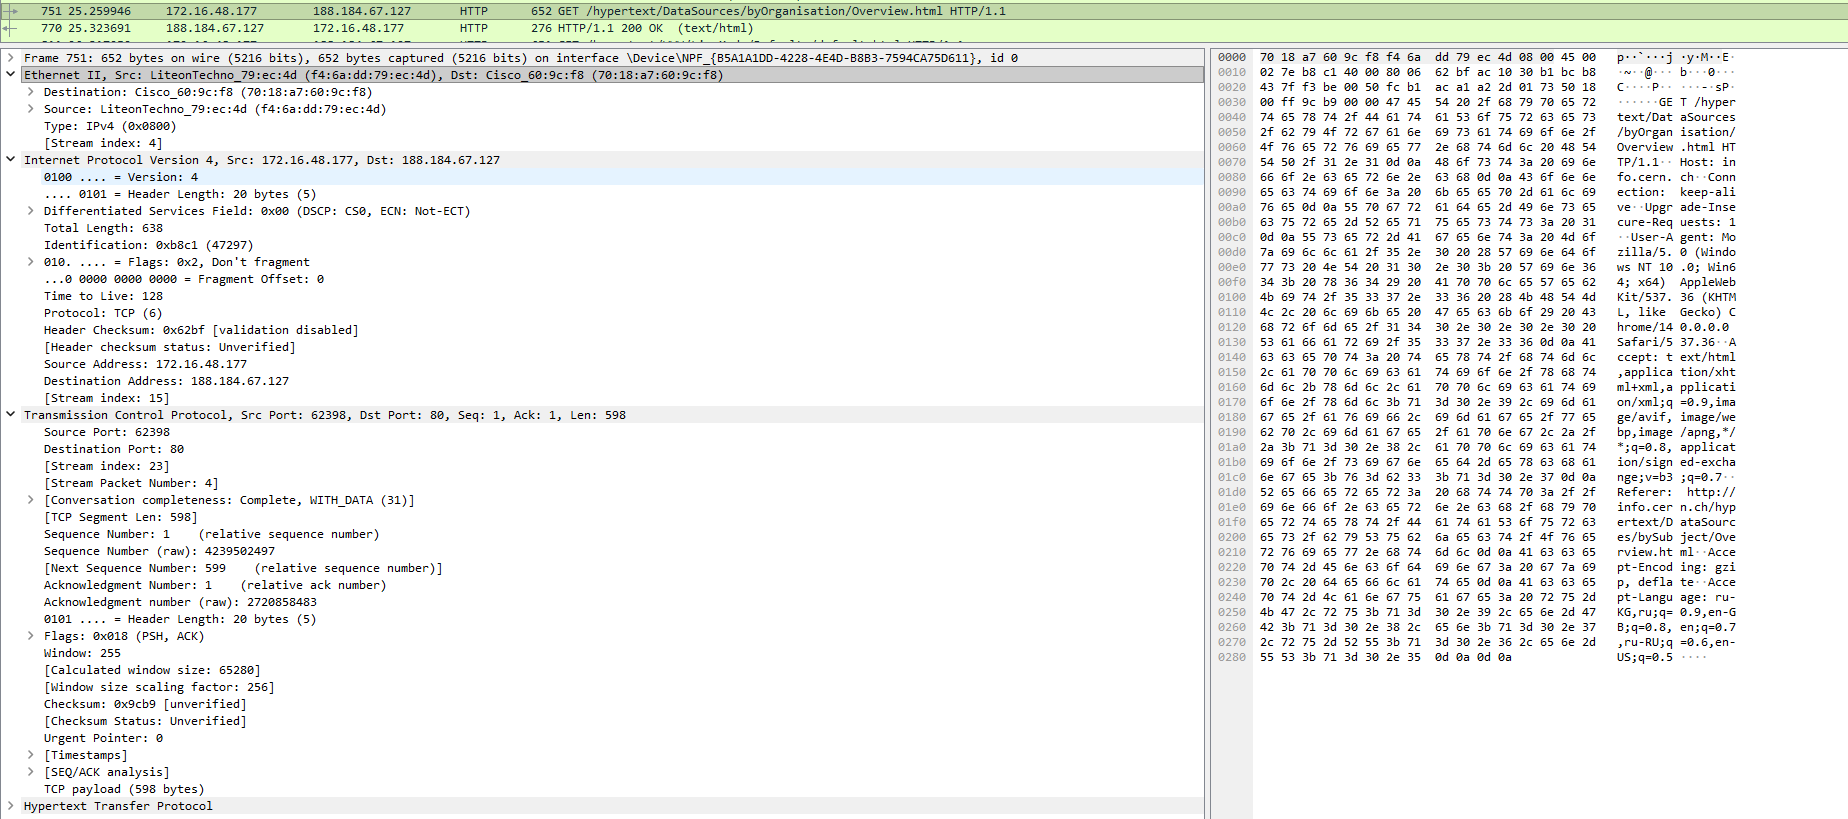 751 25.259946 172.16.48.177 188.184.67.127 HTTP 652 GET /hypertext/DataSources/byOrganisation/Overview.html HTTP/1.1
770 25.323691 188.184.67.127 172.16.48.177 HTTP 276 HTTP/1.1 200 OK (text/html)
Frame 751: 652 bytes on wire (5216 bits), 652 bytes captured (5216 bits) on interface \Device\NPF_{B5A1A1DD-4228-4E4D-B8B3-7594CA75D611}, id 0
Ethernet II, Src: LiteonTechno_79:ec:4d (f4:6a:dd:79:ec:4d), Dst: Cisco_60:9c:f8 (70:18:a7:60:9c:f8)
Destination: Cisco_60:9c:f8 (70:18:a7:60:9c:f8)
Source: LiteonTechno_79:ec:4d (f4:6a:dd:79:ec:4d)
Type: IPv4 (0x0800)
[Stream index: 4]
Internet Protocol Version 4, Src: 172.16.48.177, Dst: 188.184.67.127
0100 .... = Version: 4
.... 0101 = Header Length: 20 bytes (5)
Differentiated Services Field: 0x00 (DSCP: CS0, ECN: Not-ECT)
Total Length: 638
Identification: 0xb8c1 (47297)
010. .... = Flags: 0x2, Don't fragment
...0 0000 0000 0000 = Fragment Offset: 0
Time to Live: 128
Protocol: TCP (6)
Header Checksum: 0x62bf [validation disabled]
[Header checksum status: Unverified]
Source Address: 172.16.48.177
Destination Address: 188.184.67.127
[Stream index: 15]
Transmission Control Protocol, Src Port: 62398, Dst Port: 80, Seq: 1, Ack: 1, Len: 598
Source Port: 62398
Destination Port: 80
[Stream index: 23]
[Stream Packet Number: 4]
[Conversation completeness: Complete, WITH_DATA (31)]
[TCP Segment Len: 598]
Sequence Number: 1 (relative sequence number)
Sequence Number (raw): 4239502497
[Next Sequence Number: 599 (relative sequence number)]
Acknowledgment Number: 1 (relative ack number)
Acknowledgment number (raw): 2720858483
0101 .... = Header Length: 20 bytes (5)
Flags: 0x018 (PSH, ACK)
Window: 255
[Calculated window size: 65280]
[Window size scaling factor: 256]
Checksum: 0x9cb9 [unverified]
[Checksum Status: Unverified]
Urgent Pointer: 0
[Timestamps]
[SEQ/ACK analysis]
TCP payload (598 bytes)
Hypertext Transfer Protocol
0000 70 18 a7 60 9c f8 f4 6a dd 79 ec 4d 08 00 45 00 p··`···j ·y·M··E·
0010 02 7e b8 c1 40 00 80 06 62 bf ac 10 30 b1 bc b8 ·~··@··· b···0···
0020 43 7f f3 be 00 50 fc b1 ac a1 a2 2d 01 73 50 18 C····P·· ···-·sP·
0030 00 ff 9c b9 00 00 47 45 54 20 2f 68 79 70 65 72 ······GE T /hyper
0040 74 65 78 74 2f 44 61 74 61 53 6f 75 72 63 65 73 text/Dat aSources
0050 2f 62 79 4f 72 67 61 6e 69 73 61 74 69 6f 6e 2f /byOrgan isation/
0060 4f 76 65 72 76 69 65 77 2e 68 74 6d 6c 20 48 54 Overview .html HT
0070 54 50 2f 31 2e 31 0d 0a 48 6f 73 74 3a 20 69 6e TP/1.1·· Host: in
0080 66 6f 2e 63 65 72 6e 2e 63 68 0d 0a 43 6f 6e 6e fo.cern. ch··Conn
0090 65 63 74 69 6f 6e 3a 20 6b 65 65 70 2d 61 6c 69 ection:  keep-ali
00a0 76 65 0d 0a 55 70 67 72 61 64 65 2d 49 6e 73 65 ve··Upgr ade-Inse
00b0 63 75 72 65 2d 52 65 71 75 65 73 74 73 3a 20 31 cure-Req uests: 1
00c0 0d 0a 55 73 65 72 2d 41 67 65 6e 74 3a 20 4d 6f ··User-A gent: Mo
00d0 7a 69 6c 6c 61 2f 35 2e 30 20 28 57 69 6e 64 6f zilla/5. 0 (Windo
00e0 77 73 20 4e 54 20 31 30 2e 30 3b 20 57 69 6e 36 ws NT 10 .0; Win6
00f0 34 3b 20 78 36 34 29 20 41 70 70 6c 65 57 65 62 4; x64)  AppleWeb
0100 4b 69 74 2f 35 33 37 2e 33 36 20 28 4b 48 54 4d Kit/537. 36 (KHTM
0110 4c 2c 20 6c 69 6b 65 20 47 65 63 6b 6f 29 20 43 L, like  Gecko) C
0120 68 72 6f 6d 65 2f 31 34 30 2e 30 2e 30 2e 30 20 hrome/14 0.0.0.0
0130 53 61 66 61 72 69 2f 35 33 37 2e 33 36 0d 0a 41 Safari/5 37.36··A
0140 63 63 65 70 74 3a 20 74 65 78 74 2f 68 74 6d 6c ccept: t ext/html
0150 2c 61 70 70 6c 69 63 61 74 69 6f 6e 2f 78 68 74 ,applica tion/xht
0160 6d 6c 2b 78 6d 6c 2c 61 70 70 6c 69 63 61 74 69 ml+xml,a pplicati
0170 6f 6e 2f 78 6d 6c 3b 71 3d 30 2e 39 2c 69 6d 61 on/xml;q =0.9,ima
0180 67 65 2f 61 76 69 66 2c 69 6d 61 67 65 2f 77 65 ge/avif, image/we
0190 62 70 2c 69 6d 61 67 65 2f 61 70 6e 67 2c 2a 2f bp,image /apng,*/
01a0 2a 3b 71 3d 30 2e 38 2c 61 70 70 6c 69 63 61 74 *;q=0.8, applicat
01b0 69 6f 6e 2f 73 69 67 6e 65 64 2d 65 78 63 68 61 ion/sign ed-excha
01c0 6e 67 65 3b 76 3d 62 33 3b 71 3d 30 2e 37 0d 0a nge;v=b3 ;q=0.7··
01d0 52 65 66 65 72 65 72 3a 20 68 74 74 70 3a 2f 2f Referer:  http://
01e0 69 6e 66 6f 2e 63 65 72 6e 2e 63 68 2f 68 79 70 info.cer n.ch/hyp
01f0 65 72 74 65 78 74 2f 44 61 74 61 53 6f 75 72 63 ertext/D ataSourc
0200 65 73 2f 62 79 53 75 62 6a 65 63 74 2f 4f 76 65 es/bySub ject/Ove
0210 72 76 69 65 77 2e 68 74 6d 6c 0d 0a 41 63 63 65 rview.ht ml··Acce
0220 70 74 2d 45 6e 63 6f 64 69 6e 67 3a 20 67 7a 69 pt-Encod ing: gzi
0230 70 2c 20 64 65 66 6c 61 74 65 0d 0a 41 63 63 65 p, defla te··Acce
0240 70 74 2d 4c 61 6e 67 75 61 67 65 3a 20 72 75 2d pt-Langu age: ru-
0250 4b 47 2c 72 75 3b 71 3d 30 2e 39 2c 65 6e 2d 47 KG,ru;q= 0.9,en-G
0260 42 3b 71 3d 30 2e 38 2c 65 6e 3b 71 3d 30 2e 37 B;q=0.8, en;q=0.7
0270 2c 72 75 2d 52 55 3b 71 3d 30 2e 36 2c 65 6e 2d ,ru-RU;q =0.6,en-
0280 55 53 3b 71 3d 30 2e 35 0d 0a 0d 0a US;q=0.5 ····